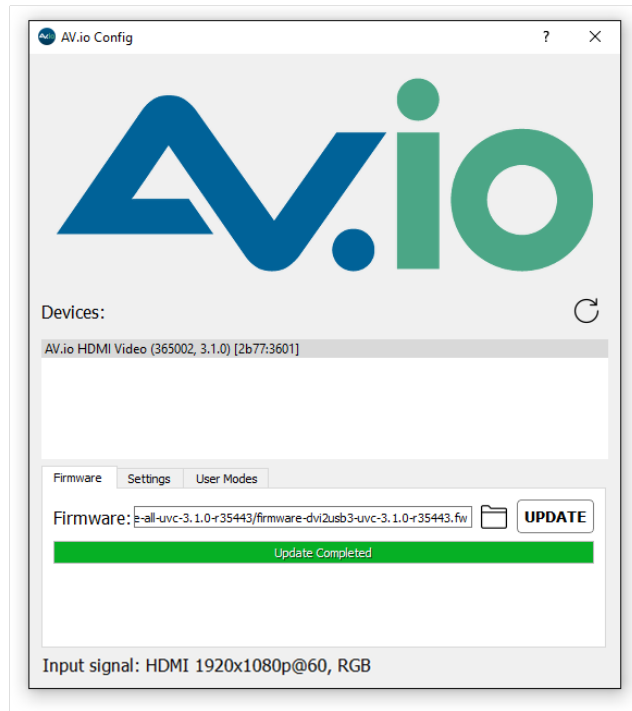 AV.io Config
AV.io
Devices:
AV.io HDMI Video (365002, 3.1.0) [2b77:3601]
Firmware Settings User Modes
Firmware: e-all-uvc-3.1.0-r35443/firmware-dvi2usb3-uvc-3.1.0-r35443.fw UPDATE
Update Completed
Input signal: HDMI 1920x1080p@60, RGB